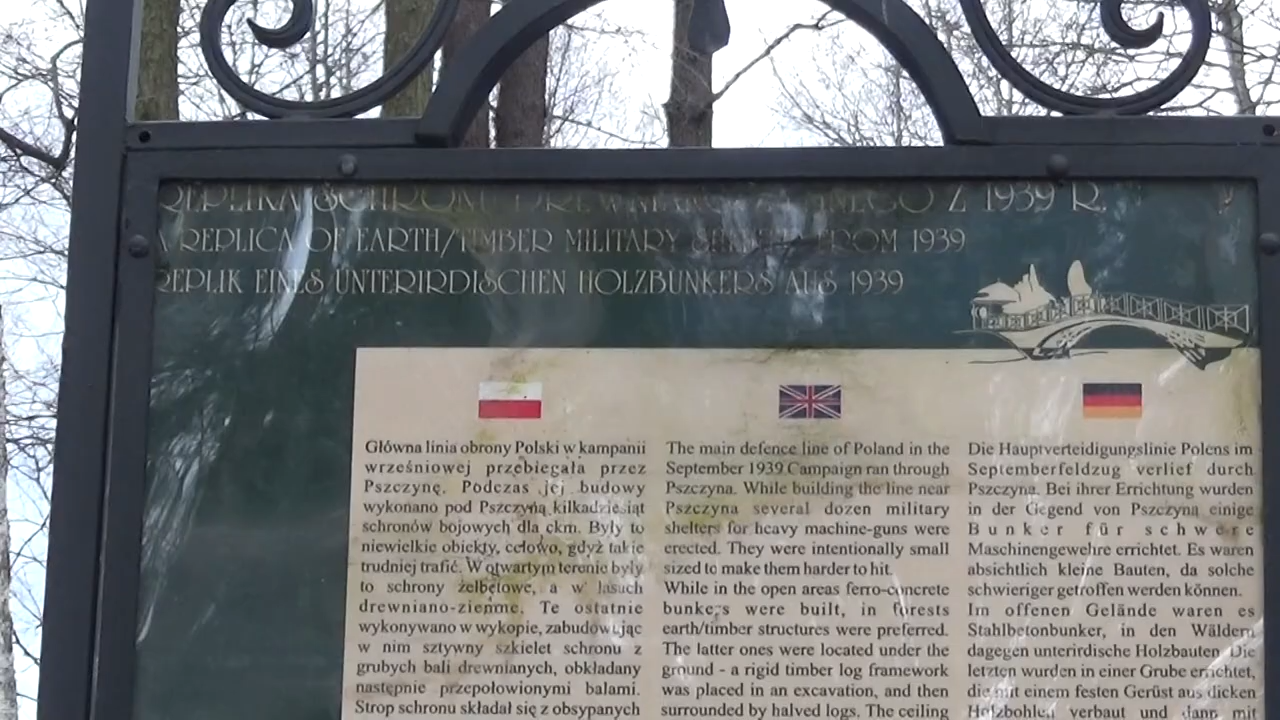 REPLIKA SCHRONU Z 1939 R.
A REPLICA OF EARTH/TIMBER MILITARY SHELTER FROM 1939
REPLIK EINES UNTERIRDISCHEN HOLZBUNKERS AUS 1939
Główna linia obrony Polski w kampanii
wrześniowej przebiegała przez
Pszczynę. Podczas jej budowy
wykonano pod Pszczyną kilkadziesiąt
schronów bojowych dla ckm. Były to
niewielkie obiekty, celowo, gdyż takie
trudniej trafić. W otwartym terenie były
to schrony żelbetowe, a w lasach
drewniano-ziemne. Te ostatnie
wykonywano w wykopie, zabudowując
w nim sztywny szkielet schronu z
grubych bali drewnianych, obkładany
następnie przepołowionymi balami.
Strop schronu składał się z obsypanych
The main defence line of Poland in the
September 1939 Campaign ran through
Pszczyna. While building the line near
Pszczyna several dozen military
shelters for heavy machine-guns were
erected. They were intentionally small
sized to make them harder to hit.
While in the open areas ferro-concrete
bunkers were built, in forests
earth/timber structures were preferred.
The latter ones were located under the
ground - a rigid timber log framework
was placed in an excavation, and then
surrounded by halved logs. The ceiling
Die Hauptverteidigungslinie Polens im
Septemberfeldzug verlief durch
Pszczyna. Bei ihrer Errichtung wurden
in der Gegend von Pszczyna einige
Bunker für schwere
Maschinengewehre errichtet. Es waren
absichtlich kleine Bauten, da solche
schwieriger getroffen werden können.
Im offenen Gelände waren es
Stahlbetonbunker, in den Wäldern
dagegen unterirdische Holzbauten. Die
letzten wurden in einer Grube errichtet,
die mit einem festen Gerüst aus dicken
Holzbohlen verbaut und dann mit